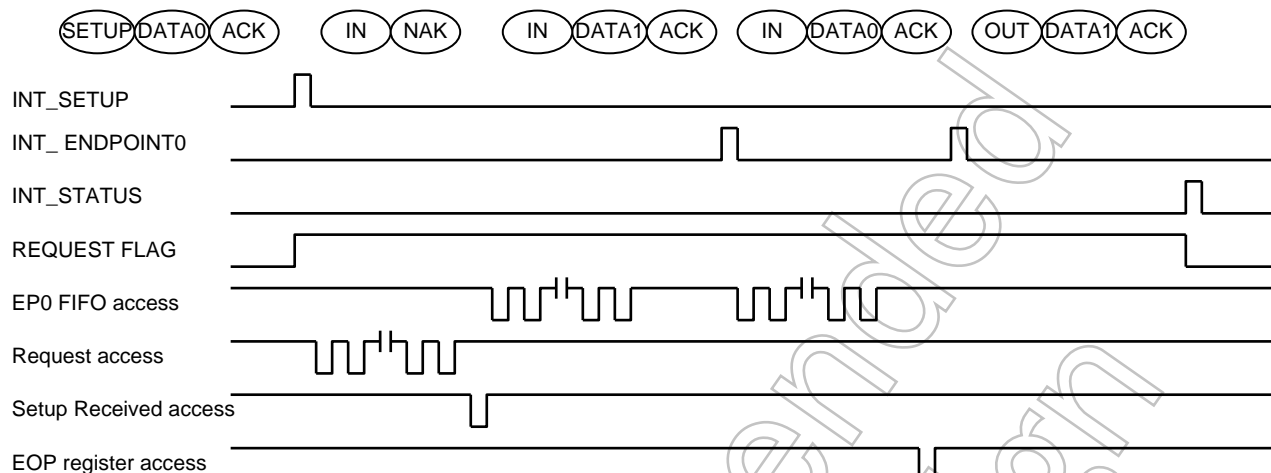 SETUP DATA0 ACK IN NAK IN DATA1 ACK IN DATA0 ACK OUT DATA1 ACK
INT_SETUP
INT_ ENDPOINT0
INT_STATUS
REQUEST FLAG
EP0 FIFO access
Request access
Setup Received access
EOP register access